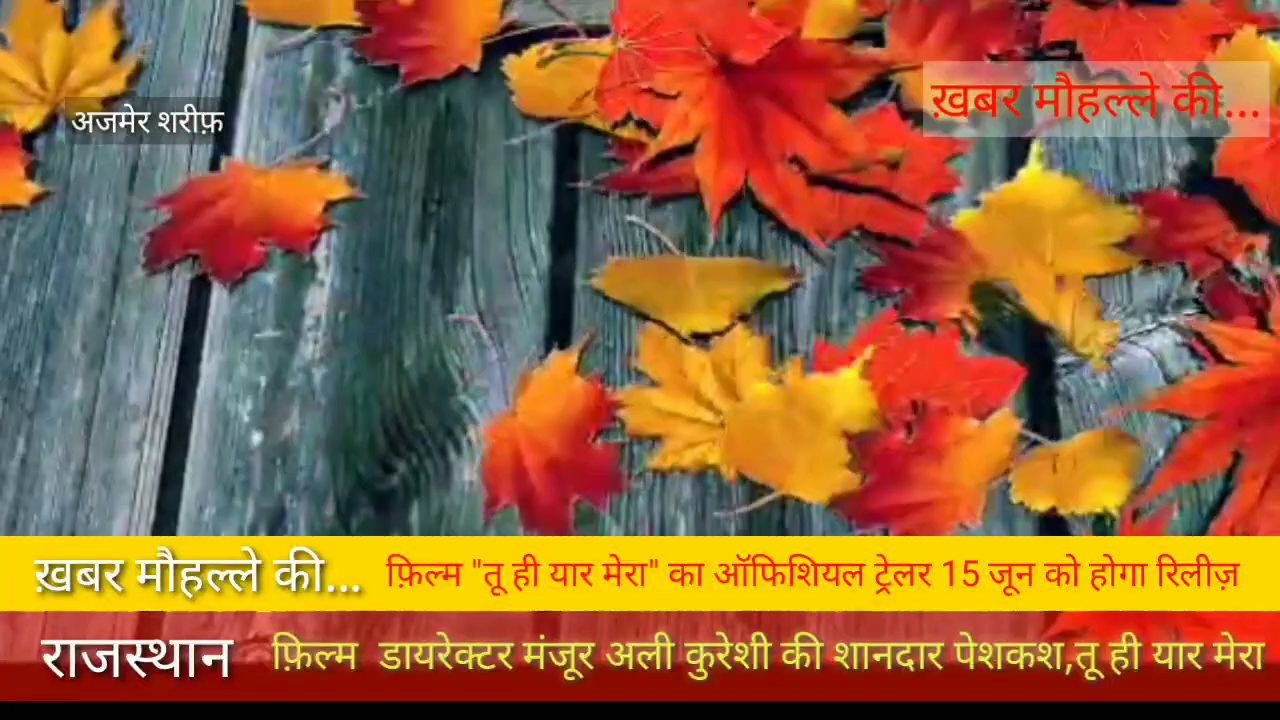 ख़बर मौहल्ले की...
अजमेर शरीफ़
ख़बर मौहल्ले की... फ़िल्म "तू ही यार मेरा" का ऑफिशियल ट्रेलर 15 जून को होगा रिलीज़
राजस्थान फ़िल्म डायरेक्टर मंजूर अली कुरेशी की शानदार पेशकश,तू ही यार मेरा